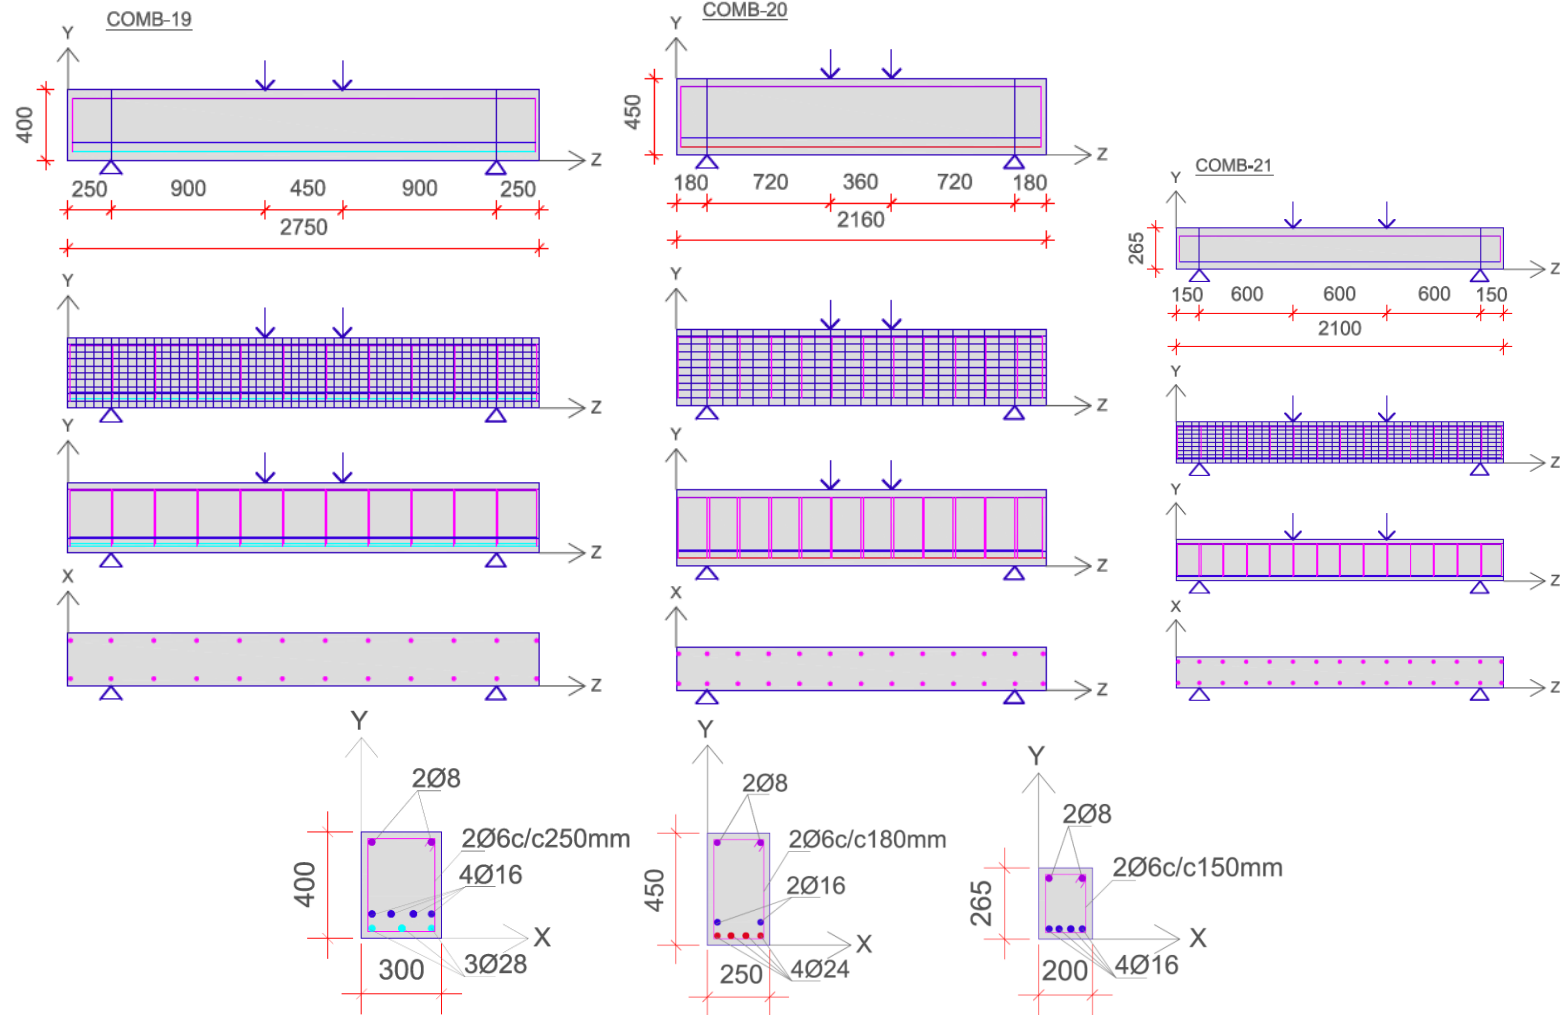 COMB-19
Y
400
Z
250 900 450 900 250
2750
Y
Z
Y
Z
X
Z
COMB-20
Y
450
Z
180 720 360 720 180
2160
Y
Z
Y
Z
X
Z
COMB-21
Y
265
Z
150 600 600 600 150
2100
Y
Z
Y
Z
X
Z
Y
2Ø8
2Ø6c/c250mm
4Ø16
400
X
3Ø28
300
Y
2Ø8
2Ø6c/c180mm
2Ø16
450
X
4Ø24
250
Y
2Ø8
2Ø6c/c150mm
265
X
4Ø16
200